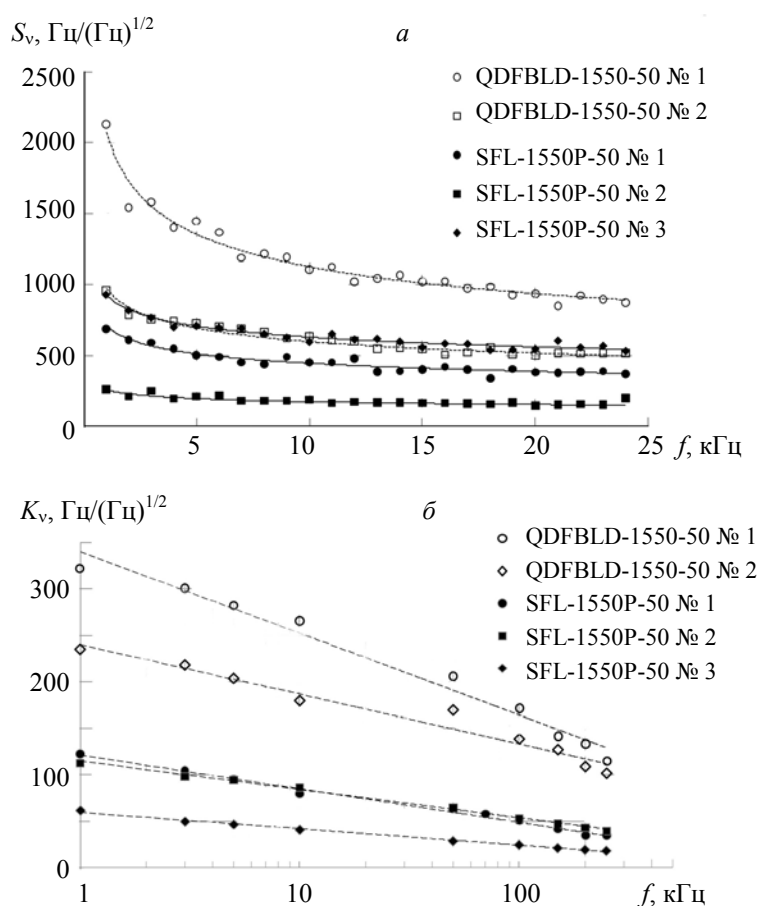 S_ν, Гц/(Гц)^1/2
а
2500
2000
1500
1000
500
0
QDFBLD-1550-50 № 1
QDFBLD-1550-50 № 2
SFL-1550P-50 № 1
SFL-1550P-50 № 2
SFL-1550P-50 № 3
5
10
15
20
25
f, кГц
K_ν, Гц/(Гц)^1/2
б
300
200
100
0
QDFBLD-1550-50 № 1
QDFBLD-1550-50 № 2
SFL-1550P-50 № 1
SFL-1550P-50 № 2
SFL-1550P-50 № 3
1
10
100
f, кГц